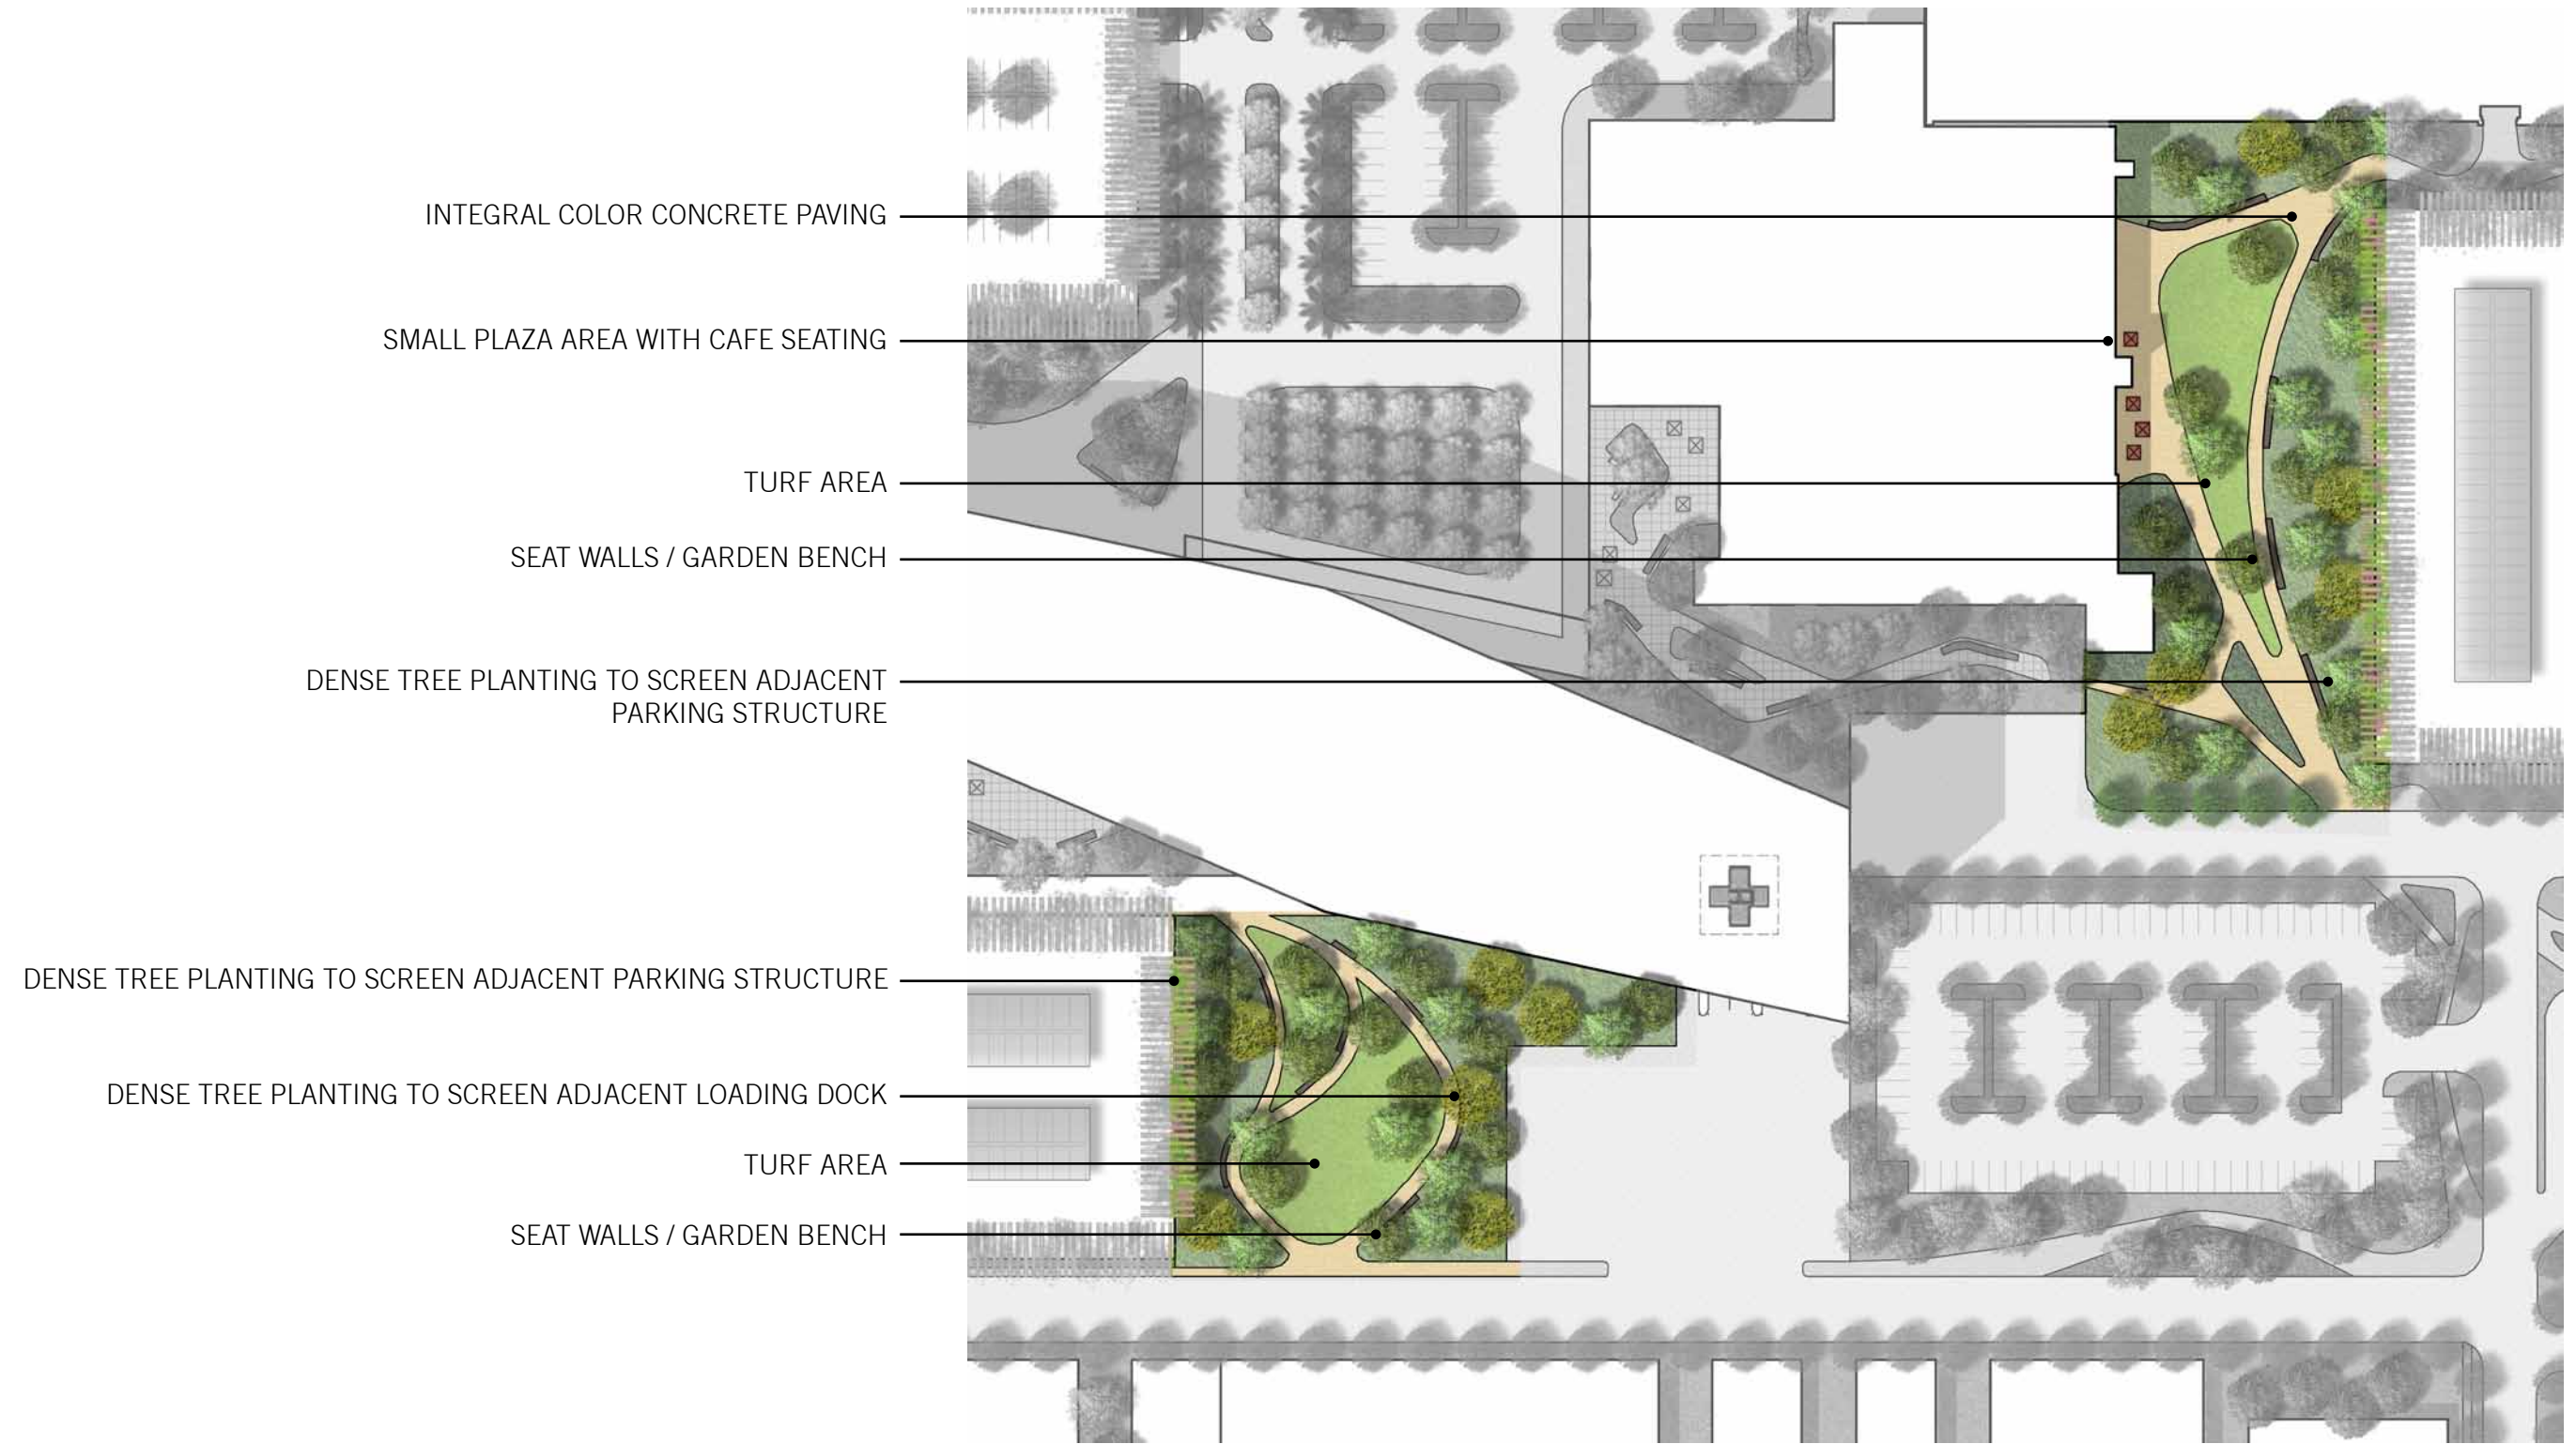 INTEGRAL COLOR CONCRETE PAVING
SMALL PLAZA AREA WITH CAFE SEATING
TURF AREA
SEAT WALLS / GARDEN BENCH
DENSE TREE PLANTING TO SCREEN ADJACENT
PARKING STRUCTURE
DENSE TREE PLANTING TO SCREEN ADJACENT PARKING STRUCTURE
DENSE TREE PLANTING TO SCREEN ADJACENT LOADING DOCK
TURF AREA
SEAT WALLS / GARDEN BENCH